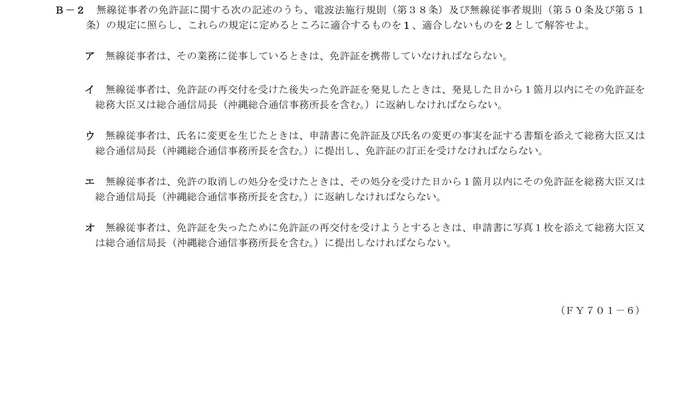 Ｂ－２　無線従事者の免許証に関する次の記述のうち、電波法施行規則（第３８条）及び無線従事者規則（第５０条及び第５１
条）の規定に照らし、これらの規定に定めるところに適合するものを１、適合しないものを２として解答せよ。
ア　無線従事者は、その業務に従事しているときは、免許証を携帯していなければならない。
イ　無線従事者は、免許証の再交付を受けた後失った免許証を発見したときは、発見した日から１箇月以内にその免許証を
総務大臣又は総合通信局長（沖縄総合通信事務所長を含む。）に返納しなければならない。
ウ　無線従事者は、氏名に変更を生じたときは、申請書に免許証及び氏名の変更の事実を証する書類を添えて総務大臣又は
総合通信局長（沖縄総合通信事務所長を含む。）に提出し、免許証の訂正を受けなければならない。
エ　無線従事者は、免許の取消しの処分を受けたときは、その処分を受けた日から１箇月以内にその免許証を総務大臣又は
総合通信局長（沖縄総合通信事務所長を含む。）に返納しなければならない。
オ　無線従事者は、免許証を失ったために免許証の再交付を受けようとするときは、申請書に写真１枚を添えて総務大臣又
は総合通信局長（沖縄総合通信事務所長を含む。）に提出しなければならない。
（ＦＹ７０１－６）